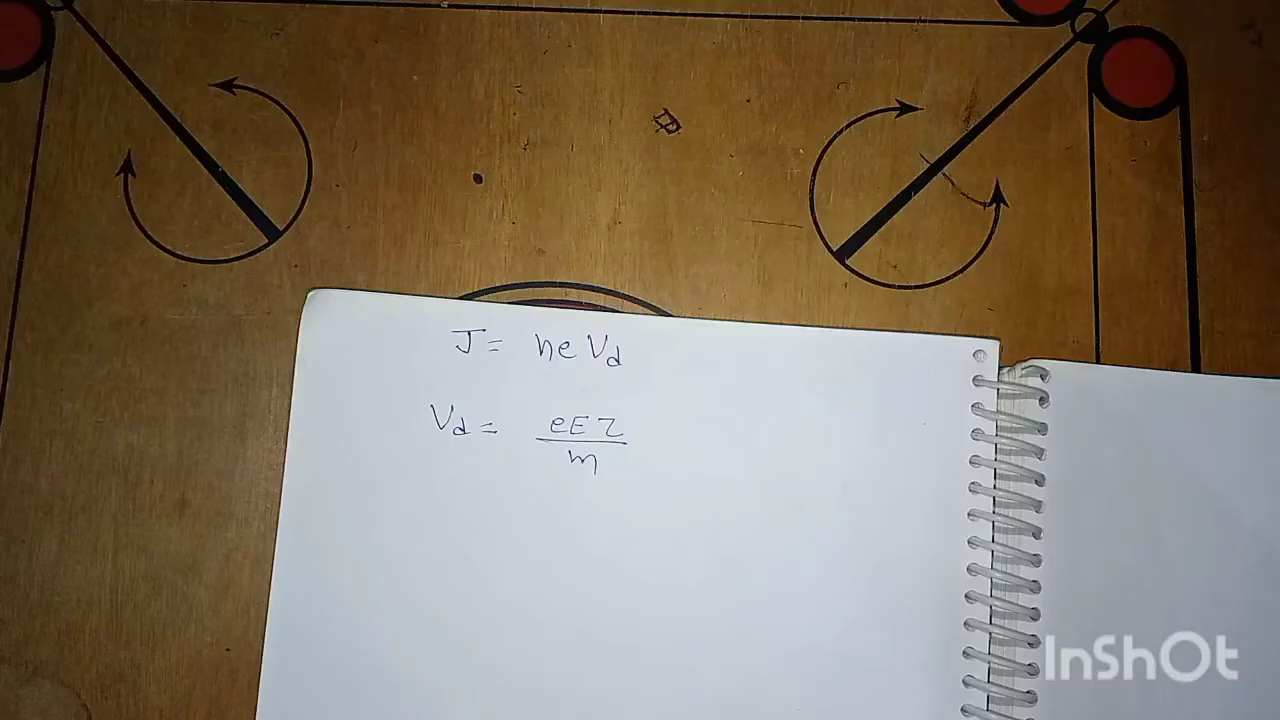 J = neVd
Vd = eEτ
m
InShOt